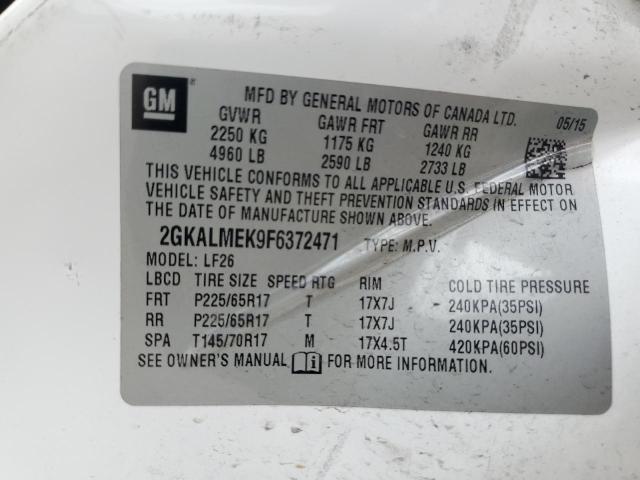 GM
MFD BY GENERAL MOTORS OF CANADA LTD. 05/15
GVWR GAWR FRT GAWR RR
2250 KG 1175 KG 1240 KG
4960 LB 2590 LB 2733 LB
THIS VEHICLE CONFORMS TO ALL APPLICABLE U.S. FEDERAL MOTOR
VEHICLE SAFETY AND THEFT PREVENTION STANDARDS IN EFFECT ON
THE DATE OF MANUFACTURE SHOWN ABOVE.
2GKALMEK9F6372471 TYPE: M.P.V.
MODEL: LF26
LBCD TIRE SIZE SPEED RTG RIM COLD TIRE PRESSURE
FRT P225/65R17 T 17X7J 240KPA(35PSI)
RR P225/65R17 T 17X7J 240KPA(35PSI)
SPA T145/70R17 M 17X4.5T 420KPA(60PSI)
SEE OWNER'S MANUAL i FOR MORE INFORMATION.